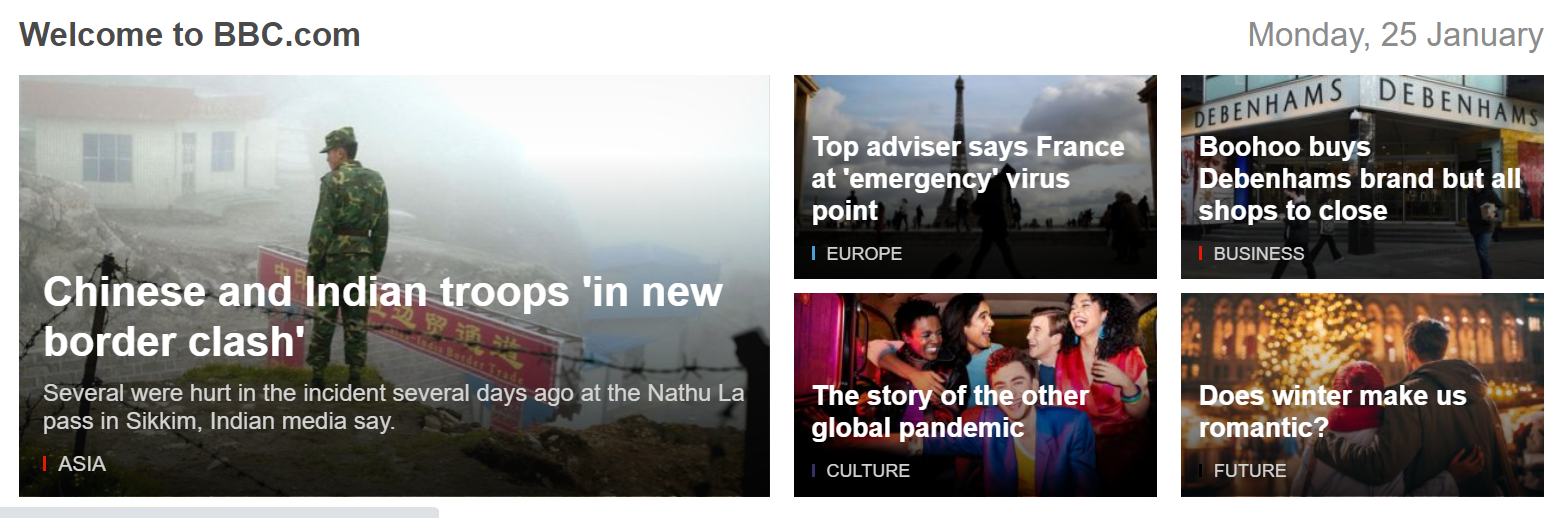 Welcome to BBC.com
Monday, 25 January
Chinese and Indian troops 'in new
border clash'
Several were hurt in the incident several days ago at the Nathu La
pass in Sikkim, Indian media say.
ASIA
Top adviser says France
at 'emergency' virus
point
EUROPE
DEBENHAMS DEBENHAMS
Boohoo buys
Debenhams brand but all
shops to close
BUSINESS
The story of the other
global pandemic
CULTURE
Does winter make us
romantic?
FUTURE